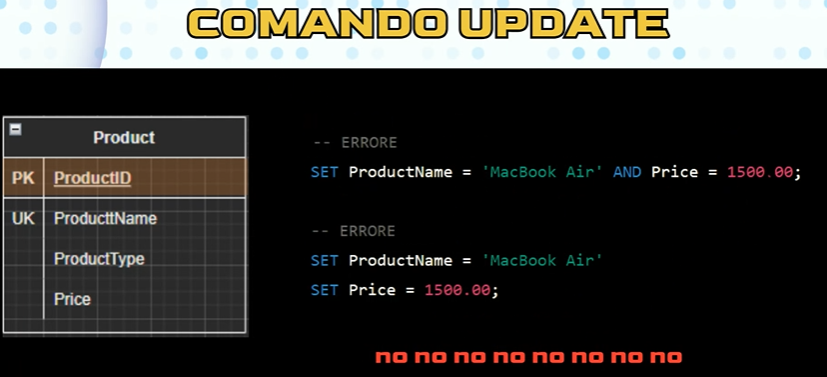 COMANDO UPDATE
Product
PK ProductID
UK ProducttName
ProductType
Price
-- ERRORE
SET ProductName = 'MacBook Air' AND Price = 1500.00;
-- ERRORE
SET ProductName = 'MacBook Air'
SET Price = 1500.00;
no no no no no no no no